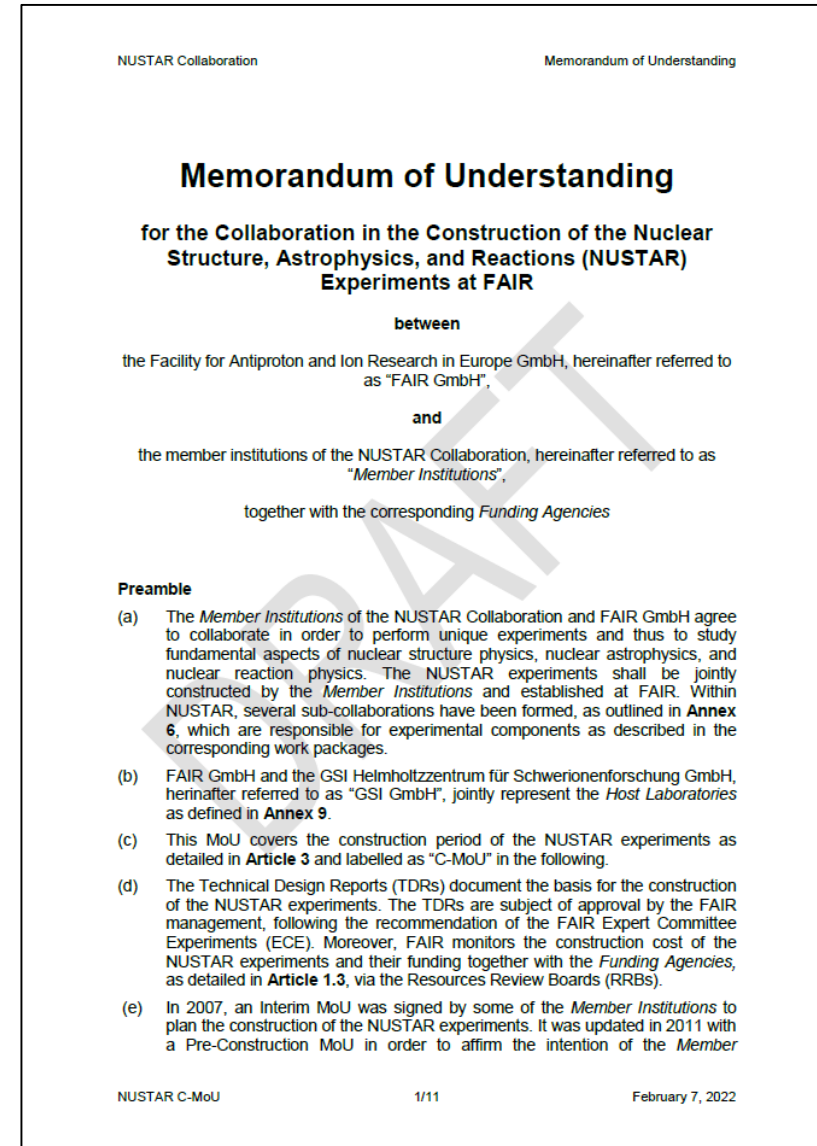 NUSTAR Collaboration Memorandum of Understanding
Memorandum of Understanding
for the Collaboration in the Construction of the Nuclear
Structure, Astrophysics, and Reactions (NUSTAR)
Experiments at FAIR
between
the Facility for Antiproton and Ion Research in Europe GmbH, hereinafter referred to
as “FAIR GmbH”,
and
the member institutions of the NUSTAR Collaboration, hereinafter referred to as
“Member Institutions”,
together with the corresponding Funding Agencies
DRAFT
Preamble
(a) The Member Institutions of the NUSTAR Collaboration and FAIR GmbH agree
to collaborate in order to perform unique experiments and thus to study
fundamental aspects of nuclear structure physics, nuclear astrophysics, and
nuclear reaction physics. The NUSTAR experiments shall be jointly
constructed by the Member Institutions and established at FAIR. Within
NUSTAR, several sub-collaborations have been formed, as outlined in Annex
6, which are responsible for experimental components as described in the
corresponding work packages.
(b) FAIR GmbH and the GSI Helmholtzzentrum für Schwerionenforschung GmbH,
herinafter referred to as “GSI GmbH”, jointly represent the Host Laboratories
as defined in Annex 9.
(c) This MoU covers the construction period of the NUSTAR experiments as
detailed in Article 3 and labelled as “C-MoU” in the following.
(d) The Technical Design Reports (TDRs) document the basis for the construction
of the NUSTAR experiments. The TDRs are subject of approval by the FAIR
management, following the recommendation of the FAIR Expert Committee
Experiments (ECE). Moreover, FAIR monitors the construction cost of the
NUSTAR experiments and their funding together with the Funding Agencies,
as detailed in Article 1.3, via the Resources Review Boards (RRBs).
(e) In 2007, an Interim MoU was signed by some of the Member Institutions to
plan the construction of the NUSTAR experiments. It was updated in 2011 with
a Pre-Construction MoU in order to affirm the intention of the Member
NUSTAR C-MoU 1/11 February 7, 2022